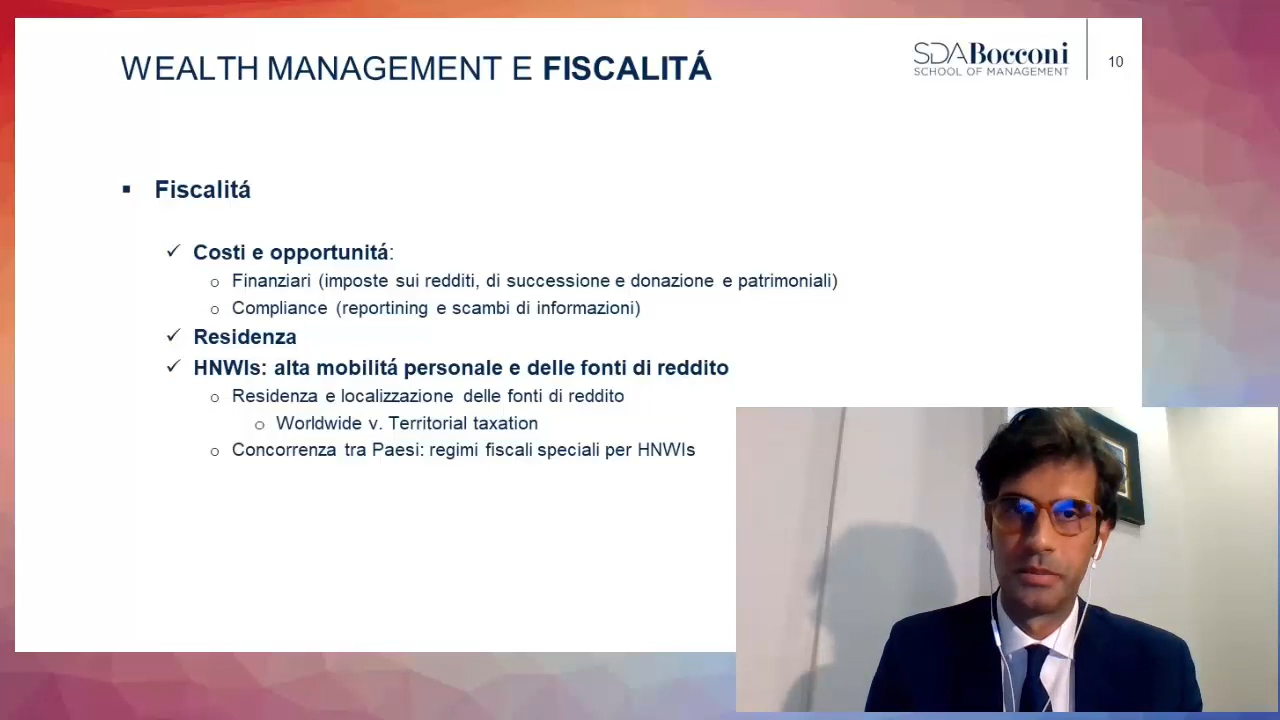 WEALTH MANAGEMENT E FISCALITÁ
SDA Bocconi
SCHOOL OF MANAGEMENT
10
Fiscalitá
Costi e opportunitá:
Finanziari (imposte sui redditi, di successione e donazione e patrimoniali)
Compliance (reportining e scambi di informazioni)
Residenza
HNWIs: alta mobilitá personale e delle fonti di reddito
Residenza e localizzazione delle fonti di reddito
Worldwide v. Territorial taxation
Concorrenza tra Paesi: regimi fiscali speciali per HNWIs